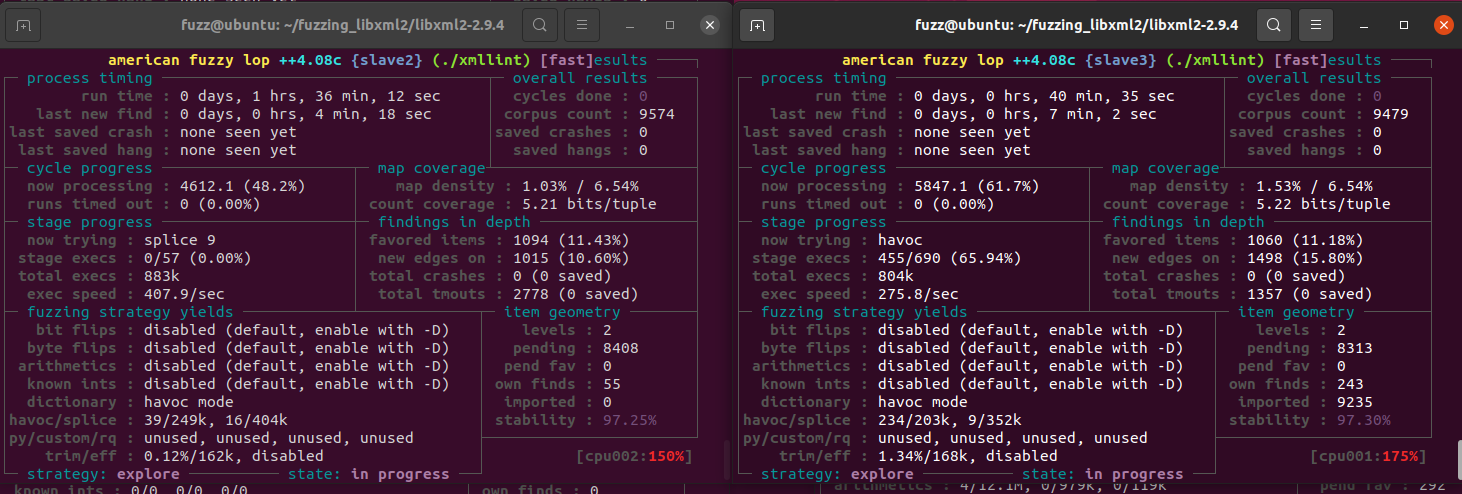 fuzz@ubuntu: ~/fuzzing_libxml2/libxml2-2.9.4
american fuzzy lop ++4.08c {slave2} (./xmllint) [fast]esults
process timing
overall results
run time : 0 days, 1 hrs, 36 min, 12 sec
cycles done : 0
last new find : 0 days, 0 hrs, 4 min, 18 sec
corpus count : 9574
last saved crash : none seen yet
saved crashes : 0
last saved hang : none seen yet
saved hangs : 0
cycle progress
map coverage
now processing : 4612.1 (48.2%)
map density : 1.03% / 6.54%
runs timed out : 0 (0.00%)
count coverage : 5.21 bits/tuple
stage progress
findings in depth
now trying : splice 9
favored items : 1094 (11.43%)
stage execs : 0/57 (0.00%)
new edges on : 1015 (10.60%)
total execs : 883k
total crashes : 0 (0 saved)
exec speed : 407.9/sec
total tmouts : 2778 (0 saved)
fuzzing strategy yields
item geometry
bit flips : disabled (default, enable with -D)
levels : 2
byte flips : disabled (default, enable with -D)
pending : 8408
arithmetics : disabled (default, enable with -D)
pend fav : 0
known ints : disabled (default, enable with -D)
own finds : 55
dictionary : havoc mode
imported : 0
havoc/splice : 39/249k, 16/404k
stability : 97.25%
py/custom/rq : unused, unused, unused, unused
trim/eff : 0.12%/162k, disabled
[cpu002:150%]
strategy: explore
state: in progress
known ints : 0/0, 0/0, 0/0
own finds : 0
fuzz@ubuntu: ~/fuzzing_libxml2/libxml2-2.9.4
american fuzzy lop ++4.08c {slave3} (./xmllint) [fast]esults
process timing
overall results
run time : 0 days, 0 hrs, 40 min, 35 sec
cycles done : 0
last new find : 0 days, 0 hrs, 7 min, 2 sec
corpus count : 9479
last saved crash : none seen yet
saved crashes : 0
last saved hang : none seen yet
saved hangs : 0
cycle progress
map coverage
now processing : 5847.1 (61.7%)
map density : 1.53% / 6.54%
runs timed out : 0 (0.00%)
count coverage : 5.22 bits/tuple
stage progress
findings in depth
now trying : havoc
favored items : 1060 (11.18%)
stage execs : 455/690 (65.94%)
new edges on : 1498 (15.80%)
total execs : 804k
total crashes : 0 (0 saved)
exec speed : 275.8/sec
total tmouts : 1357 (0 saved)
fuzzing strategy yields
item geometry
bit flips : disabled (default, enable with -D)
levels : 2
byte flips : disabled (default, enable with -D)
pending : 8313
arithmetics : disabled (default, enable with -D)
pend fav : 0
known ints : disabled (default, enable with -D)
own finds : 243
dictionary : havoc mode
imported : 9235
havoc/splice : 234/203k, 9/352k
stability : 97.30%
py/custom/rq : unused, unused, unused, unused
trim/eff : 1.34%/168k, disabled
[cpu001:175%]
strategy: explore
state: in progress
arithmetics : 4/12.1M, 0/979k, 0/119k
pend fav : 292